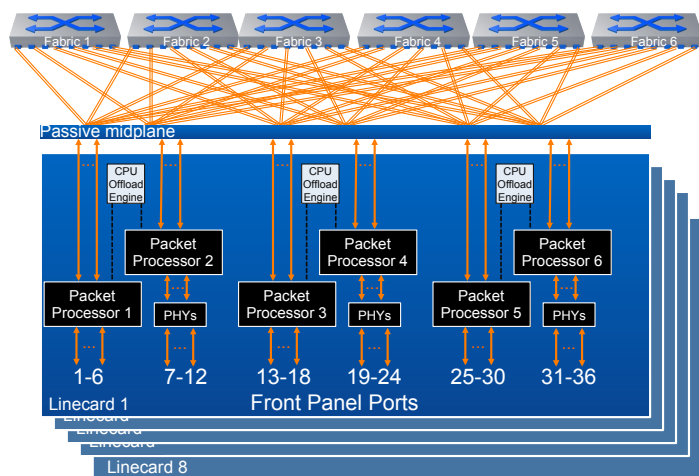 Fabric 1 Fabric 2 Fabric 3 Fabric 4 Fabric 5 Fabric 6
Passive midplane
... ... ... ... ... ...
CPU Offload Engine
CPU Offload Engine
CPU Offload Engine
Packet Processor 2
Packet Processor 4
Packet Processor 6
... ... ...
Packet Processor 1
PHYs
Packet Processor 3
PHYs
Packet Processor 5
PHYs
... ... ... ... ... ...
1-6 7-12 13-18 19-24 25-30 31-36
Linecard 1 Front Panel Ports
Linecard 8